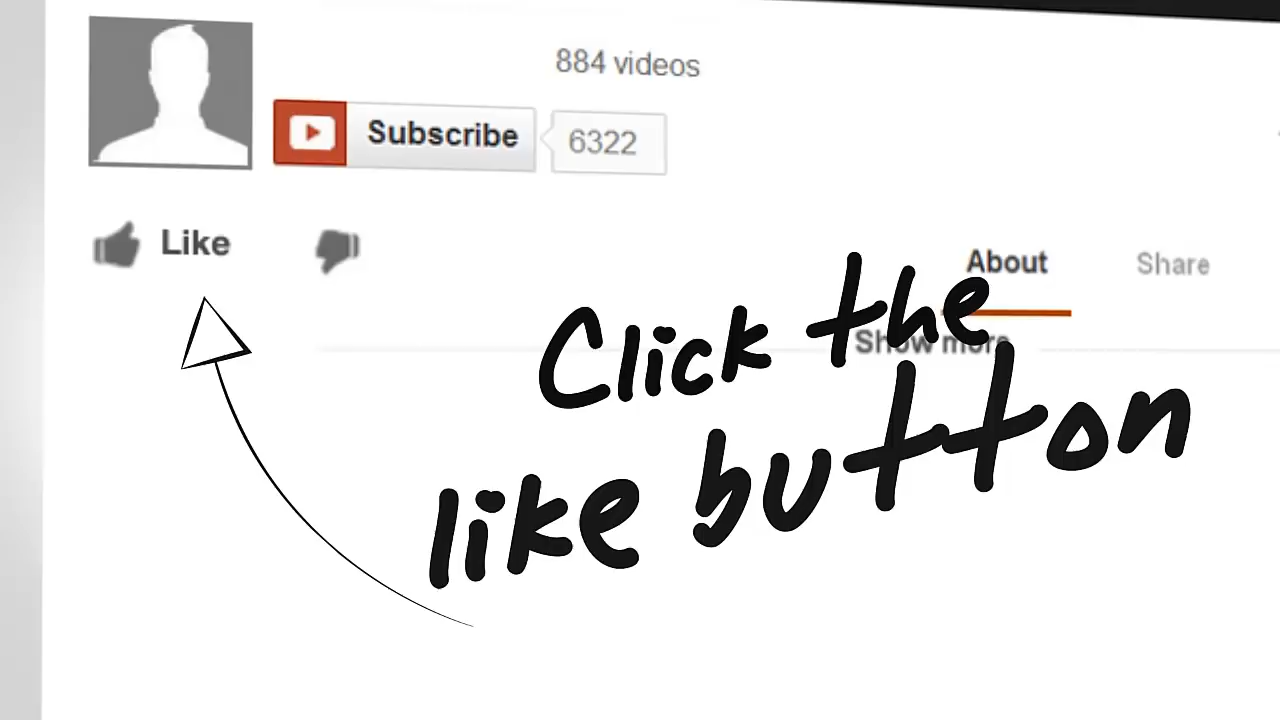 884 videos
Subscribe 6322
Like
About Share
Show more
Click the
like button